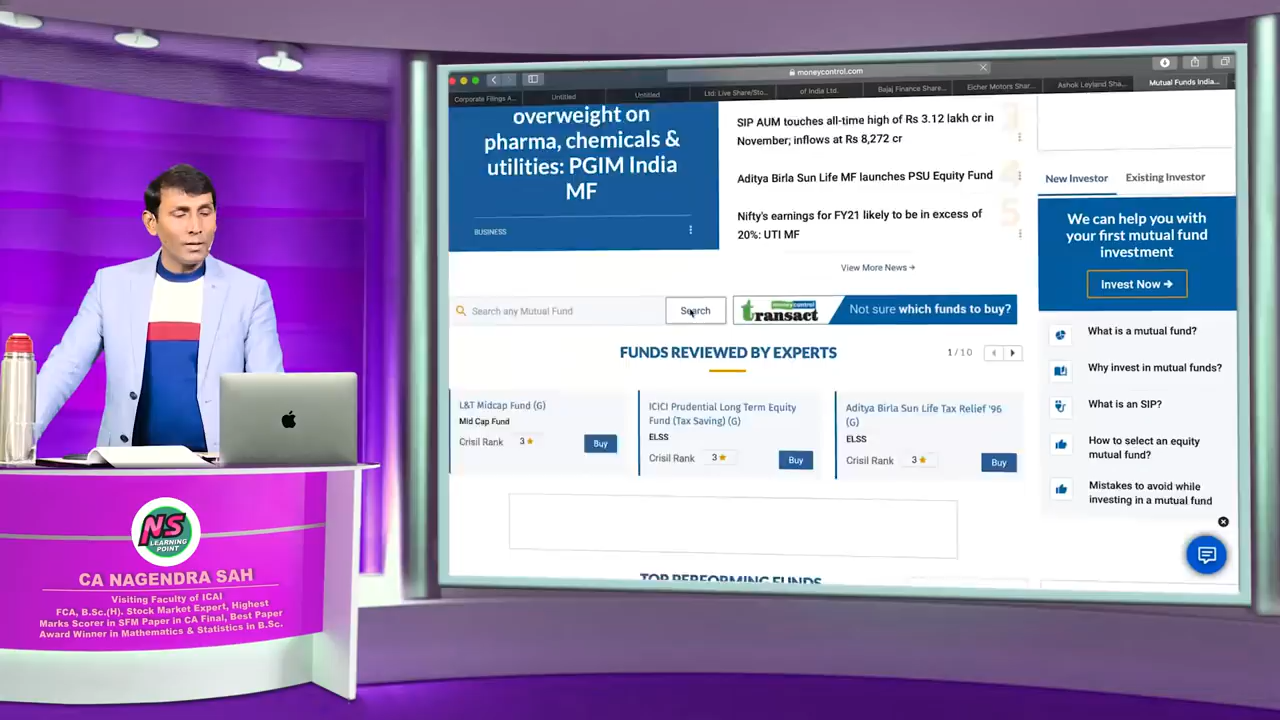 moneycontrol.com
Corporate Filings A...
Untitled
Untitled
Ltd: Live Share/Sto...
of India Ltd.
Bajaj Finance Share...
Eicher Motors Shar...
Ashok Leyland Sha...
Mutual Funds India...
overweight on
pharma, chemicals &
utilities: PGIM India
MF
BUSINESS
SIP AUM touches all-time high of Rs 3.12 lakh cr in
November; inflows at Rs 8,272 cr
3
Aditya Birla Sun Life MF launches PSU Equity Fund
4
Nifty's earnings for FY21 likely to be in excess of
20%: UTI MF
5
View More News →
New Investor
Existing Investor
We can help you with
your first mutual fund
investment
Invest Now →
Search any Mutual Fund
Search
moneycontrol
transact
Not sure which funds to buy?
FUNDS REVIEWED BY EXPERTS
1 / 10
L&T Midcap Fund (G)
Mid Cap Fund
Crisil Rank 3 ★
Buy
ICICI Prudential Long Term Equity
Fund (Tax Saving) (G)
ELSS
Crisil Rank 3 ★
Buy
Aditya Birla Sun Life Tax Relief '96
(G)
ELSS
Crisil Rank 3 ★
Buy
What is a mutual fund?
Why invest in mutual funds?
What is an SIP?
How to select an equity
mutual fund?
Mistakes to avoid while
investing in a mutual fund
TOP PERFORMING FUNDS
NS
LEARNING
POINT
CA NAGENDRA SAH
Visiting Faculty of ICAI
FCA, B.Sc.(H). Stock Market Expert, Highest
Marks Scorer in SFM Paper in CA Final, Best Paper
Award Winner in Mathematics & Statistics in B.Sc.